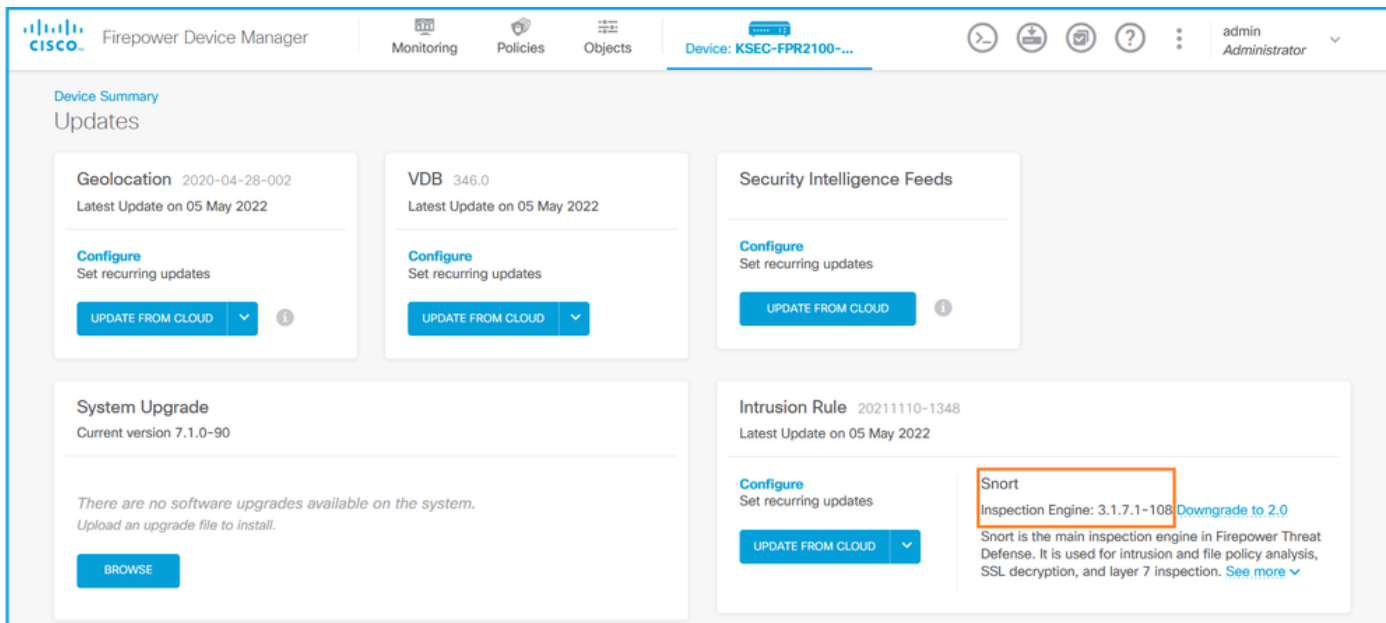 CISCO
Firepower Device Manager
Monitoring
Policies
Objects
Device: KSEC-FPR2100-...
admin
Administrator
Device Summary
Updates
Geolocation 2020-04-28-002
Latest Update on 05 May 2022
Configure
Set recurring updates
UPDATE FROM CLOUD
VDB 346.0
Latest Update on 05 May 2022
Configure
Set recurring updates
UPDATE FROM CLOUD
Security Intelligence Feeds
Configure
Set recurring updates
UPDATE FROM CLOUD
System Upgrade
Current version 7.1.0-90
There are no software upgrades available on the system.
Upload an upgrade file to install.
BROWSE
Intrusion Rule 20211110-1348
Latest Update on 05 May 2022
Configure
Set recurring updates
UPDATE FROM CLOUD
Snort
Inspection Engine: 3.1.7.1-108 Downgrade to 2.0
Snort is the main inspection engine in Firepower Threat
Defense. It is used for intrusion and file policy analysis,
SSL decryption, and layer 7 inspection. See more